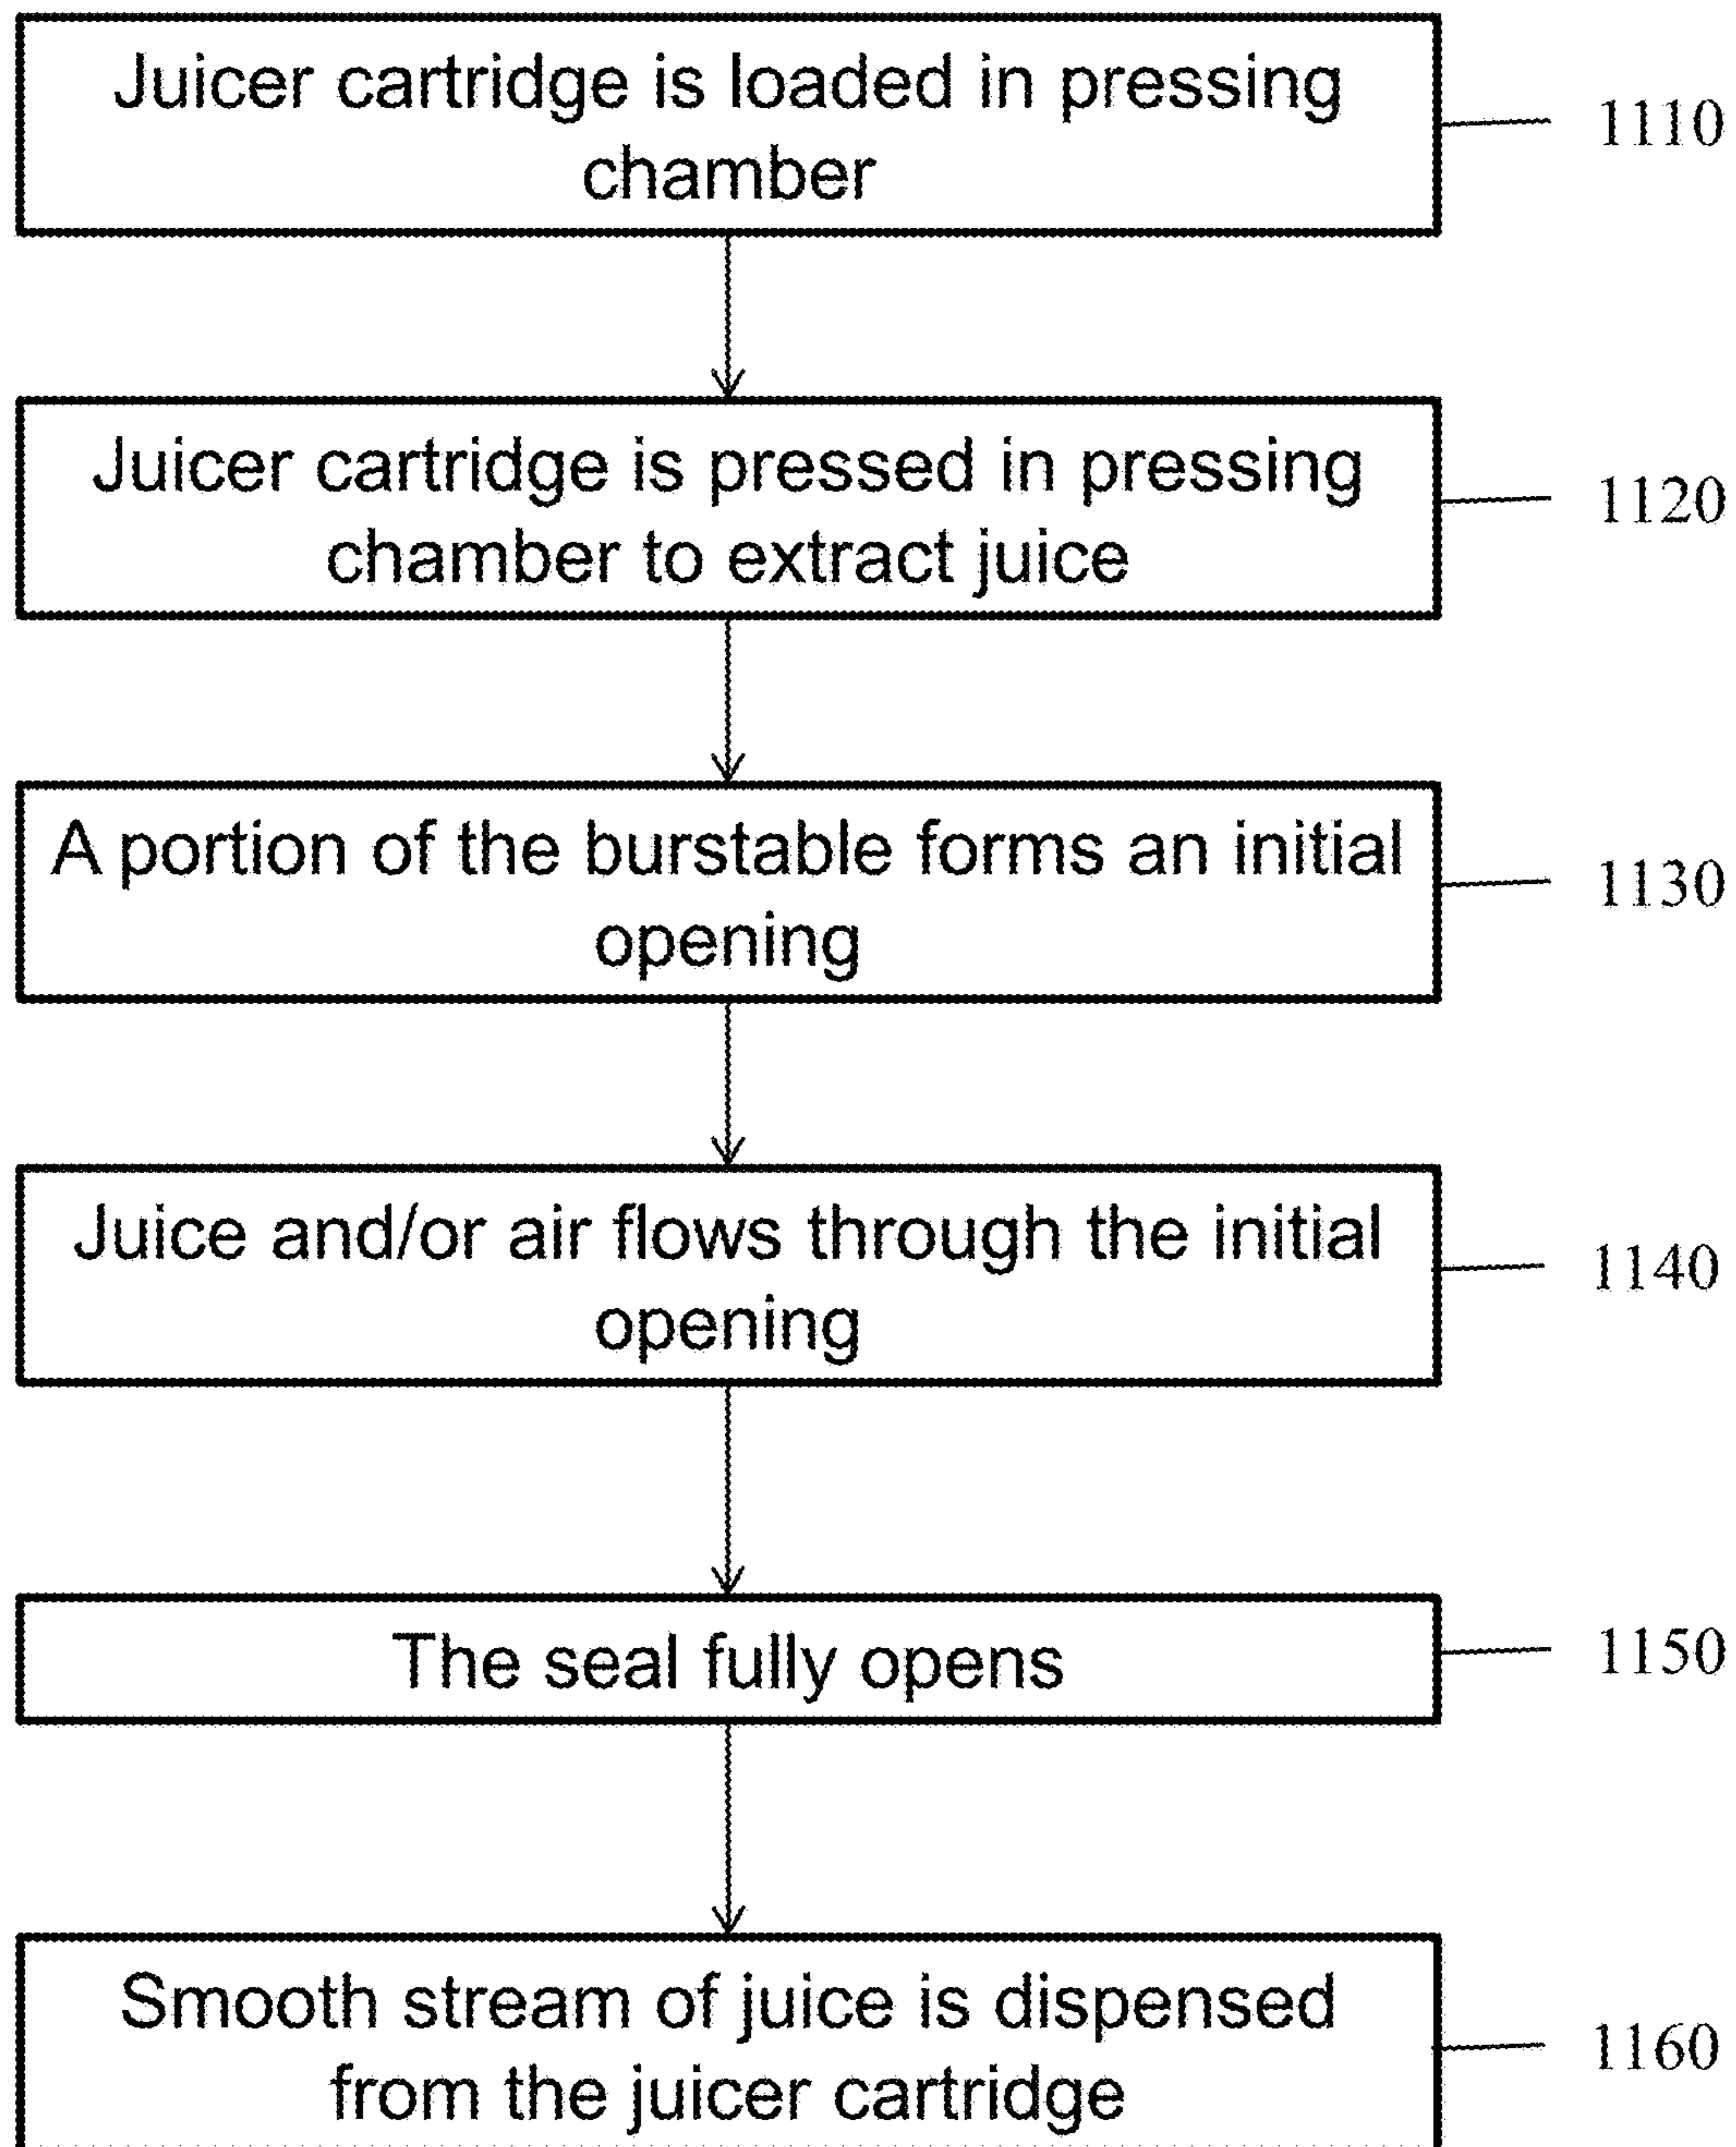 Juicer cartridge is loaded in pressing
chamber
1110
Juicer cartridge is pressed in pressing
chamber to extract juice
1120
A portion of the burstable forms an initial
opening
1130
Juice and/or air flows through the initial
opening
1140
The seal fully opens
1150
Smooth stream of juice is dispensed
from the juicer cartridge
1160